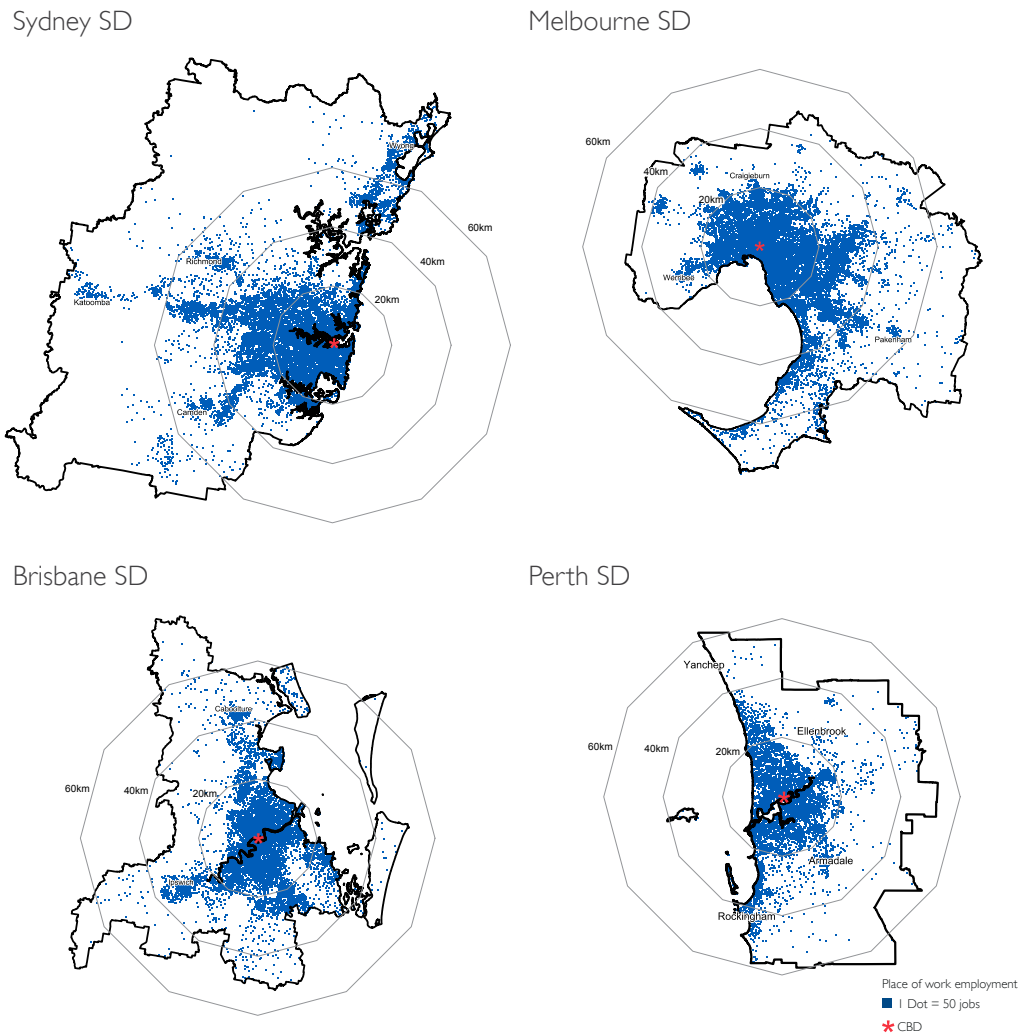 Sydney SD
Melbourne SD
Wyong
60km
40km
Richmond
20km
Katoomba
Camden
60km
40km
Craigieburn
20km
Werribee
Pakenham
Brisbane SD
Perth SD
Caboolture
60km
40km
20km
Ipswich
Yanchep
Ellenbrook
60km
40km
20km
Armadale
Rockingham
Place of work employment
1 Dot = 50 jobs
CBD